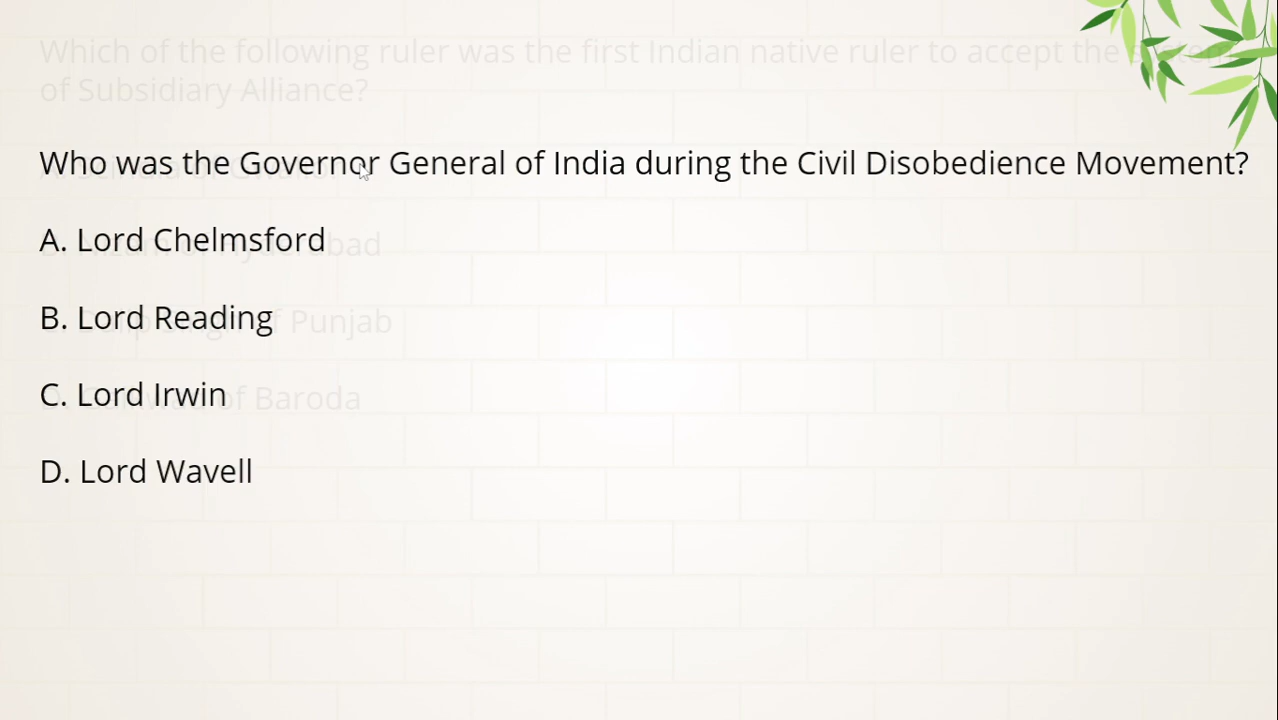 Which of the following ruler was the first Indian native ruler to accept the system
of Subsidiary Alliance?
Who was the Governor General of India during the Civil Disobedience Movement?
A. Lord Chelmsford
B. Lord Reading
C. Lord Irwin
D. Lord Wavell